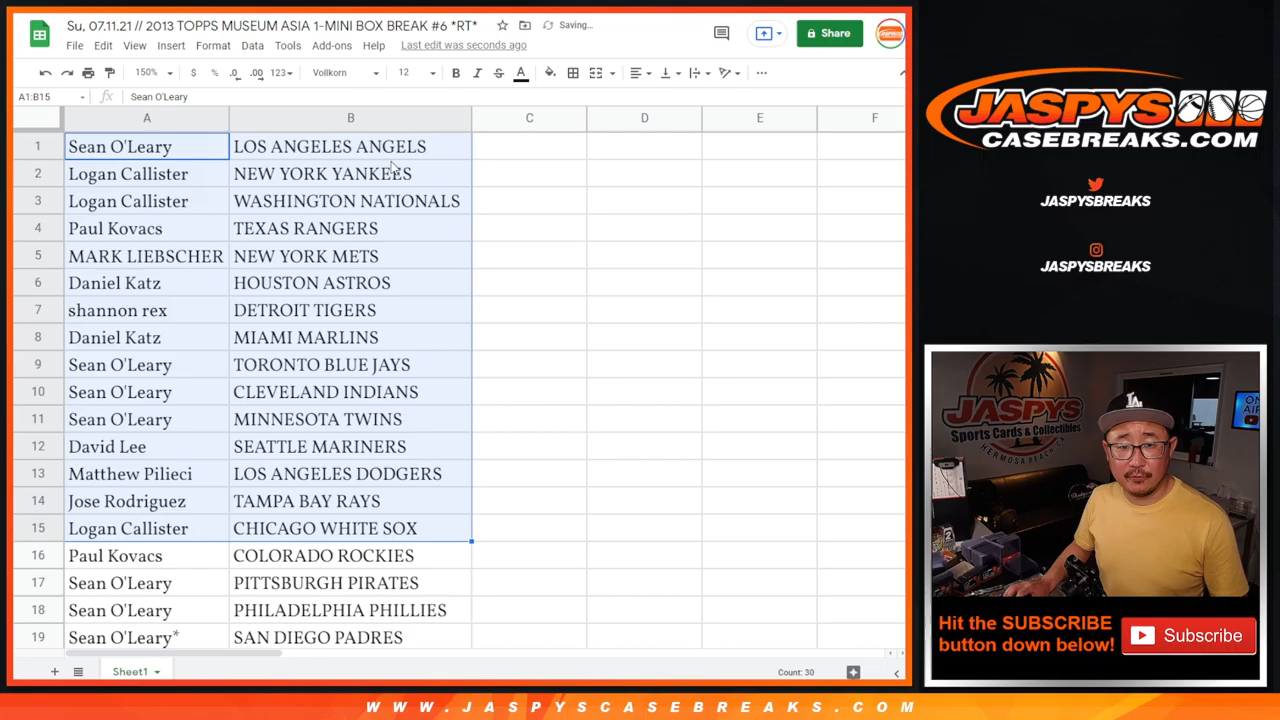 Su, 07.11.21 // 2013 TOPPS MUSEUM ASIA 1-MINI BOX BREAK #6 *RT*
Saving...
File Edit View Insert Format Data Tools Add-ons Help Last edit was seconds ago
Share
150% $ % .0 .00 123 Vollkorn 12 B I S A
A1:B15 fx Sean O'Leary
A B C D E F
1 Sean O'Leary LOS ANGELES ANGELS
2 Logan Callister NEW YORK YANKEES
3 Logan Callister WASHINGTON NATIONALS
4 Paul Kovacs TEXAS RANGERS
5 MARK LIEBSCHER NEW YORK METS
6 Daniel Katz HOUSTON ASTROS
7 shannon rex DETROIT TIGERS
8 Daniel Katz MIAMI MARLINS
9 Sean O'Leary TORONTO BLUE JAYS
10 Sean O'Leary CLEVELAND INDIANS
11 Sean O'Leary MINNESOTA TWINS
12 David Lee SEATTLE MARINERS
13 Matthew Pilieci LOS ANGELES DODGERS
14 Jose Rodriguez TAMPA BAY RAYS
15 Logan Callister CHICAGO WHITE SOX
16 Paul Kovacs COLORADO ROCKIES
17 Sean O'Leary PITTSBURGH PIRATES
18 Sean O'Leary PHILADELPHIA PHILLIES
19 Sean O'Leary* SAN DIEGO PADRES
Sheet1
Count: 30
JASPYS
CASEBREAKS.COM
JASPYSBREAKS
JASPYSBREAKS
JASPYS
Sports Cards & Collectibles
HERMOSA BEACH, CA
ON
AIR
LA
Hit the SUBSCRIBE
button down below!
Subscribe
WWW.JASPYSCASEBREAKS.COM